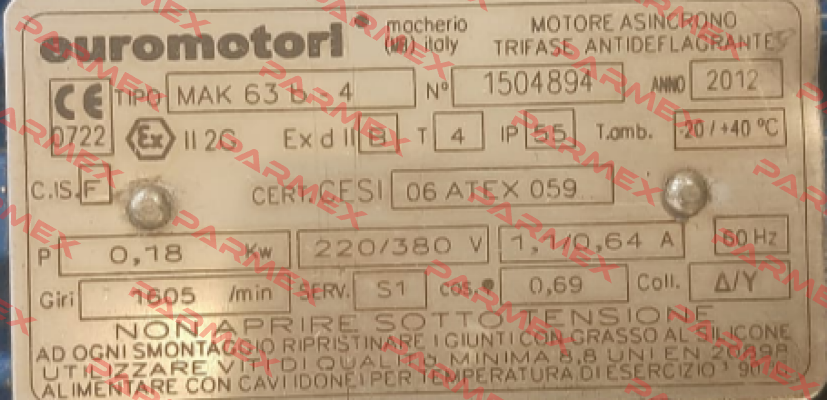 euromotori macherio (MB) italy MOTORE ASINCRONO TRIFASE ANTIDEFLAGRANTE
CE 0722 TIPO MAK 63 b - 4 N° 1504894 ANNO 2012
Ex II 2G Ex d II B T 4 IP 55 T.amb. -20 / +40 °C
C.IS. F CERT. CESI 06 ATEX 059
P 0,18 Kw 220/380 V 1,1/0,64 A 60 Hz
Giri 1605 /min SERV. S1 cos. 0,69 Coll. Δ/Y
NON APRIRE SOTTO TENSIONE
AD OGNI SMONTAGGIO RIPRISTINARE I GIUNTI CON GRASSO AL SILICONE
UTILIZZARE VITI DI QUALITÀ MINIMA 8.8 UNI EN 20898
ALIMENTARE CON CAVI IDONEI PER TEMPERATURA DI ESERCIZIO
PARMEX